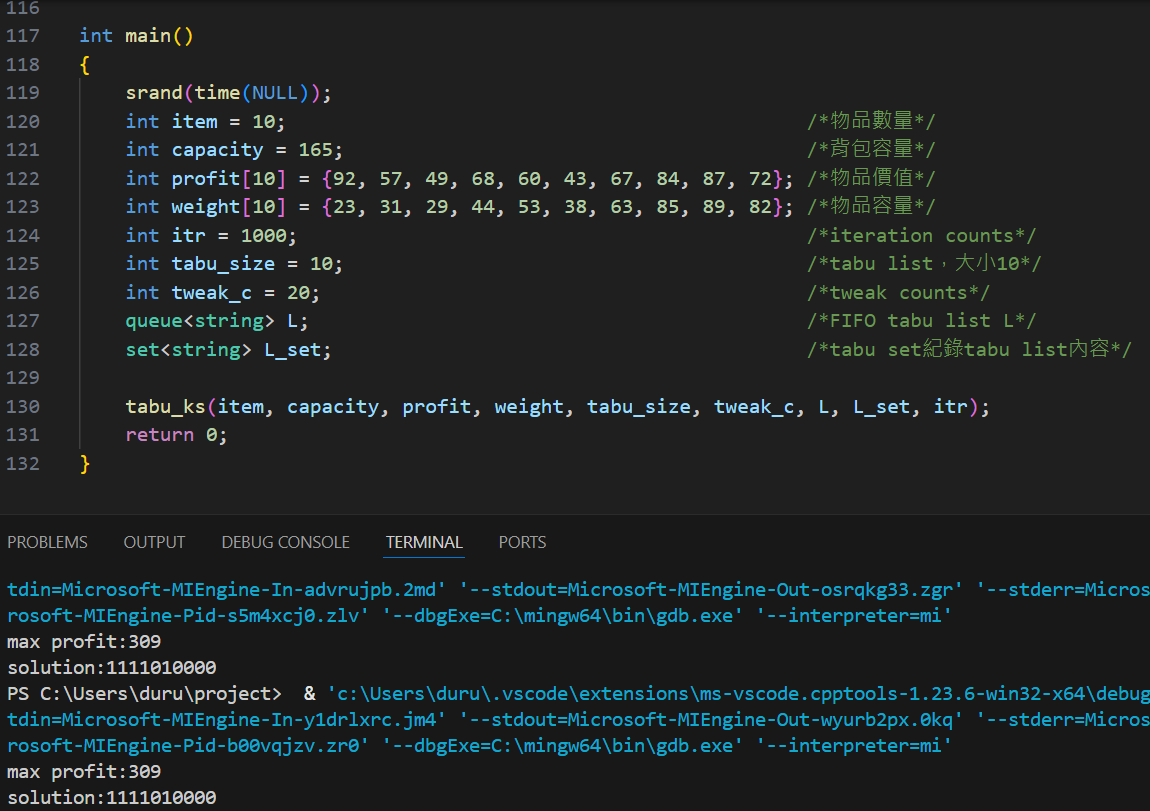 116
117 int main()
118 {
119 srand(time(NULL));
120 int item = 10; /*物品數量*/
121 int capacity = 165; /*背包容量*/
122 int profit[10] = {92, 57, 49, 68, 60, 43, 67, 84, 87, 72}; /*物品價值*/
123 int weight[10] = {23, 31, 29, 44, 53, 38, 63, 85, 89, 82}; /*物品容量*/
124 int itr = 1000; /*iteration counts*/
125 int tabu_size = 10; /*tabu list，大小10*/
126 int tweak_c = 20; /*tweak counts*/
127 queue<string> L; /*FIFO tabu list L*/
128 set<string> L_set; /*tabu set紀錄tabu list內容*/
129
130 tabu_ks(item, capacity, profit, weight, tabu_size, tweak_c, L, L_set, itr);
131 return 0;
132 }
PROBLEMS OUTPUT DEBUG CONSOLE TERMINAL PORTS
tdin=Microsoft-MIEngine-In-advrujpb.2md' '--stdout=Microsoft-MIEngine-Out-osrqkg33.zgr' '--stderr=Micros
rosoft-MIEngine-Pid-s5m4xcj0.zlv' '--dbgExe=C:\mingw64\bin\gdb.exe' '--interpreter=mi'
max profit:309
solution:1111010000
PS C:\Users\duru\project>  & 'c:\Users\duru\.vscode\extensions\ms-vscode.cpptools-1.23.6-win32-x64\debug
tdin=Microsoft-MIEngine-In-y1drlxrc.jm4' '--stdout=Microsoft-MIEngine-Out-wyurb2px.0kq' '--stderr=Micros
rosoft-MIEngine-Pid-b00vqjzv.zr0' '--dbgExe=C:\mingw64\bin\gdb.exe' '--interpreter=mi'
max profit:309
solution:1111010000